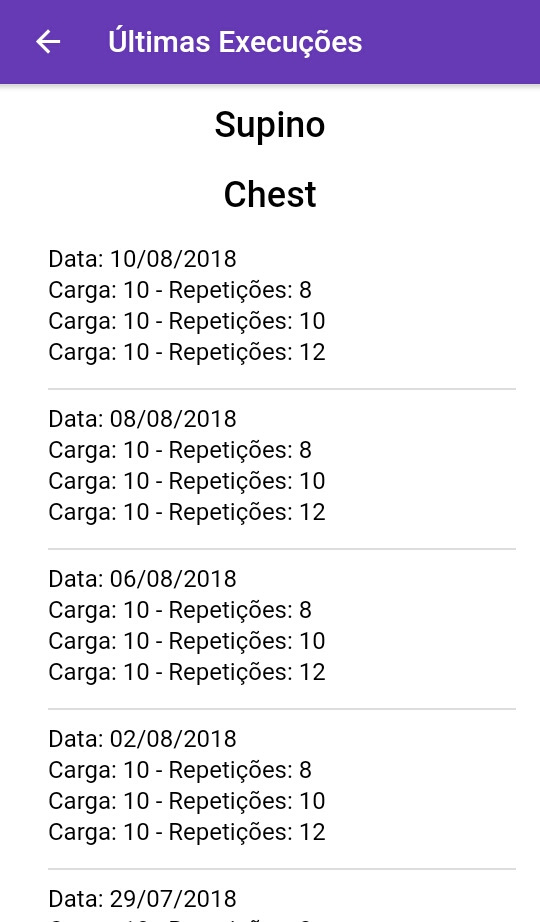 Últimas Execuções
Supino
Chest
Data: 10/08/2018
Carga: 10 - Repetições: 8
Carga: 10 - Repetições: 10
Carga: 10 - Repetições: 12
Data: 08/08/2018
Carga: 10 - Repetições: 8
Carga: 10 - Repetições: 10
Carga: 10 - Repetições: 12
Data: 06/08/2018
Carga: 10 - Repetições: 8
Carga: 10 - Repetições: 10
Carga: 10 - Repetições: 12
Data: 02/08/2018
Carga: 10 - Repetições: 8
Carga: 10 - Repetições: 10
Carga: 10 - Repetições: 12
Data: 29/07/2018